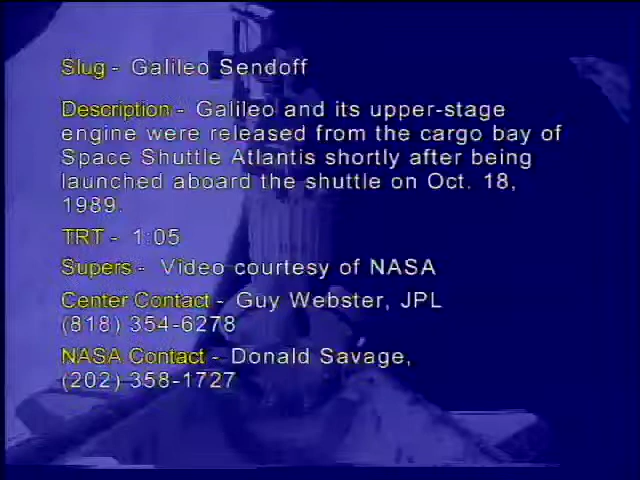 Slug - Galileo Sendoff
Description - Galileo and its upper-stage
engine were released from the cargo bay of
Space Shuttle Atlantis shortly after being
launched aboard the shuttle on Oct. 18,
1989.
TRT - 1:05
Supers - Video courtesy of NASA
Center Contact - Guy Webster, JPL
(818) 354-6278
NASA Contact - Donald Savage,
(202) 358-1727